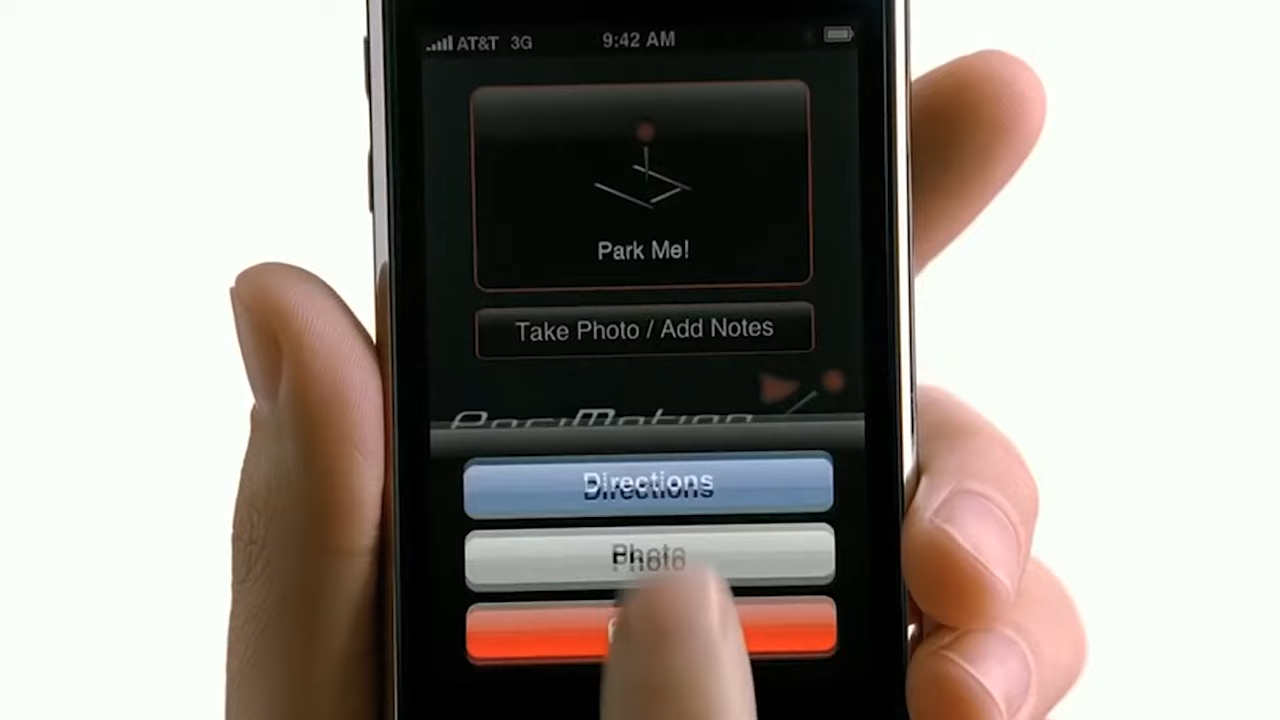 AT&T 3G 9:42 AM
Park Me!
Take Photo / Add Notes
Directions
Photo